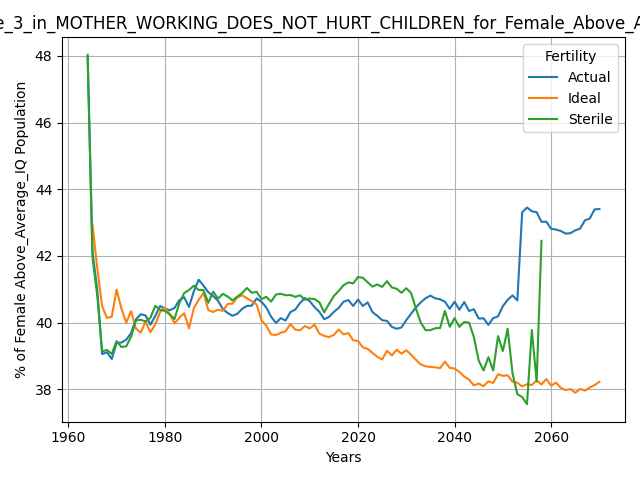 e_3_in_MOTHER_WORKING_DOES_NOT_HURT_CHILDREN_for_Female_Above_A
% of Female Above_Average_IQ Population
48
46
44
42
40
38
Fertility
Actual
Ideal
Sterile
1960
1980
2000
2020
2040
2060
Years